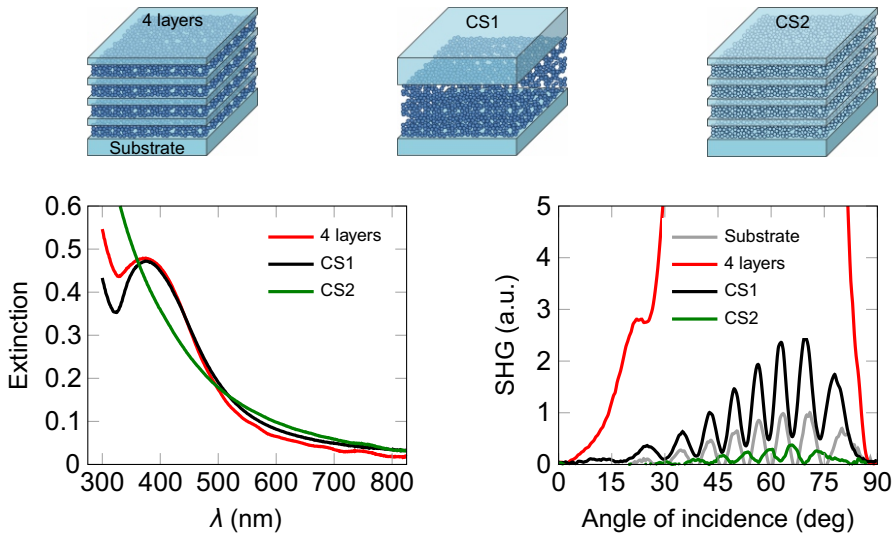 4 layers
CS1
CS2
Substrate
0.6
0.5
0.4
0.3
0.2
0.1
0
Extinction
4 layers
CS1
CS2
300 400 500 600 700 800
λ (nm)
5
4
3
2
1
0
SHG (a.u.)
Substrate
4 layers
CS1
CS2
0 15 30 45 60 75 90
Angle of incidence (deg)